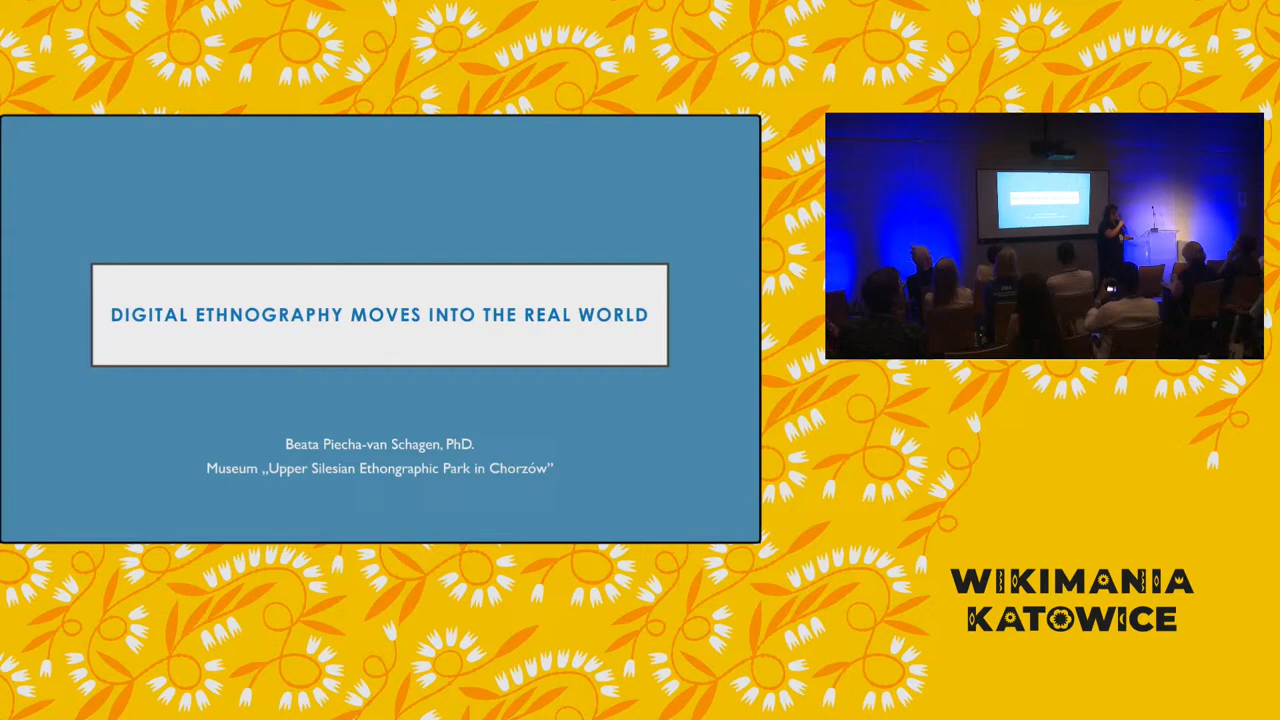 DIGITAL ETHNOGRAPHY MOVES INTO THE REAL WORLD
Beata Piecha-van Schagen, PhD.
Museum „Upper Silesian Ethongraphic Park in Chorzów”
WIKIMANIA
KATOWICE